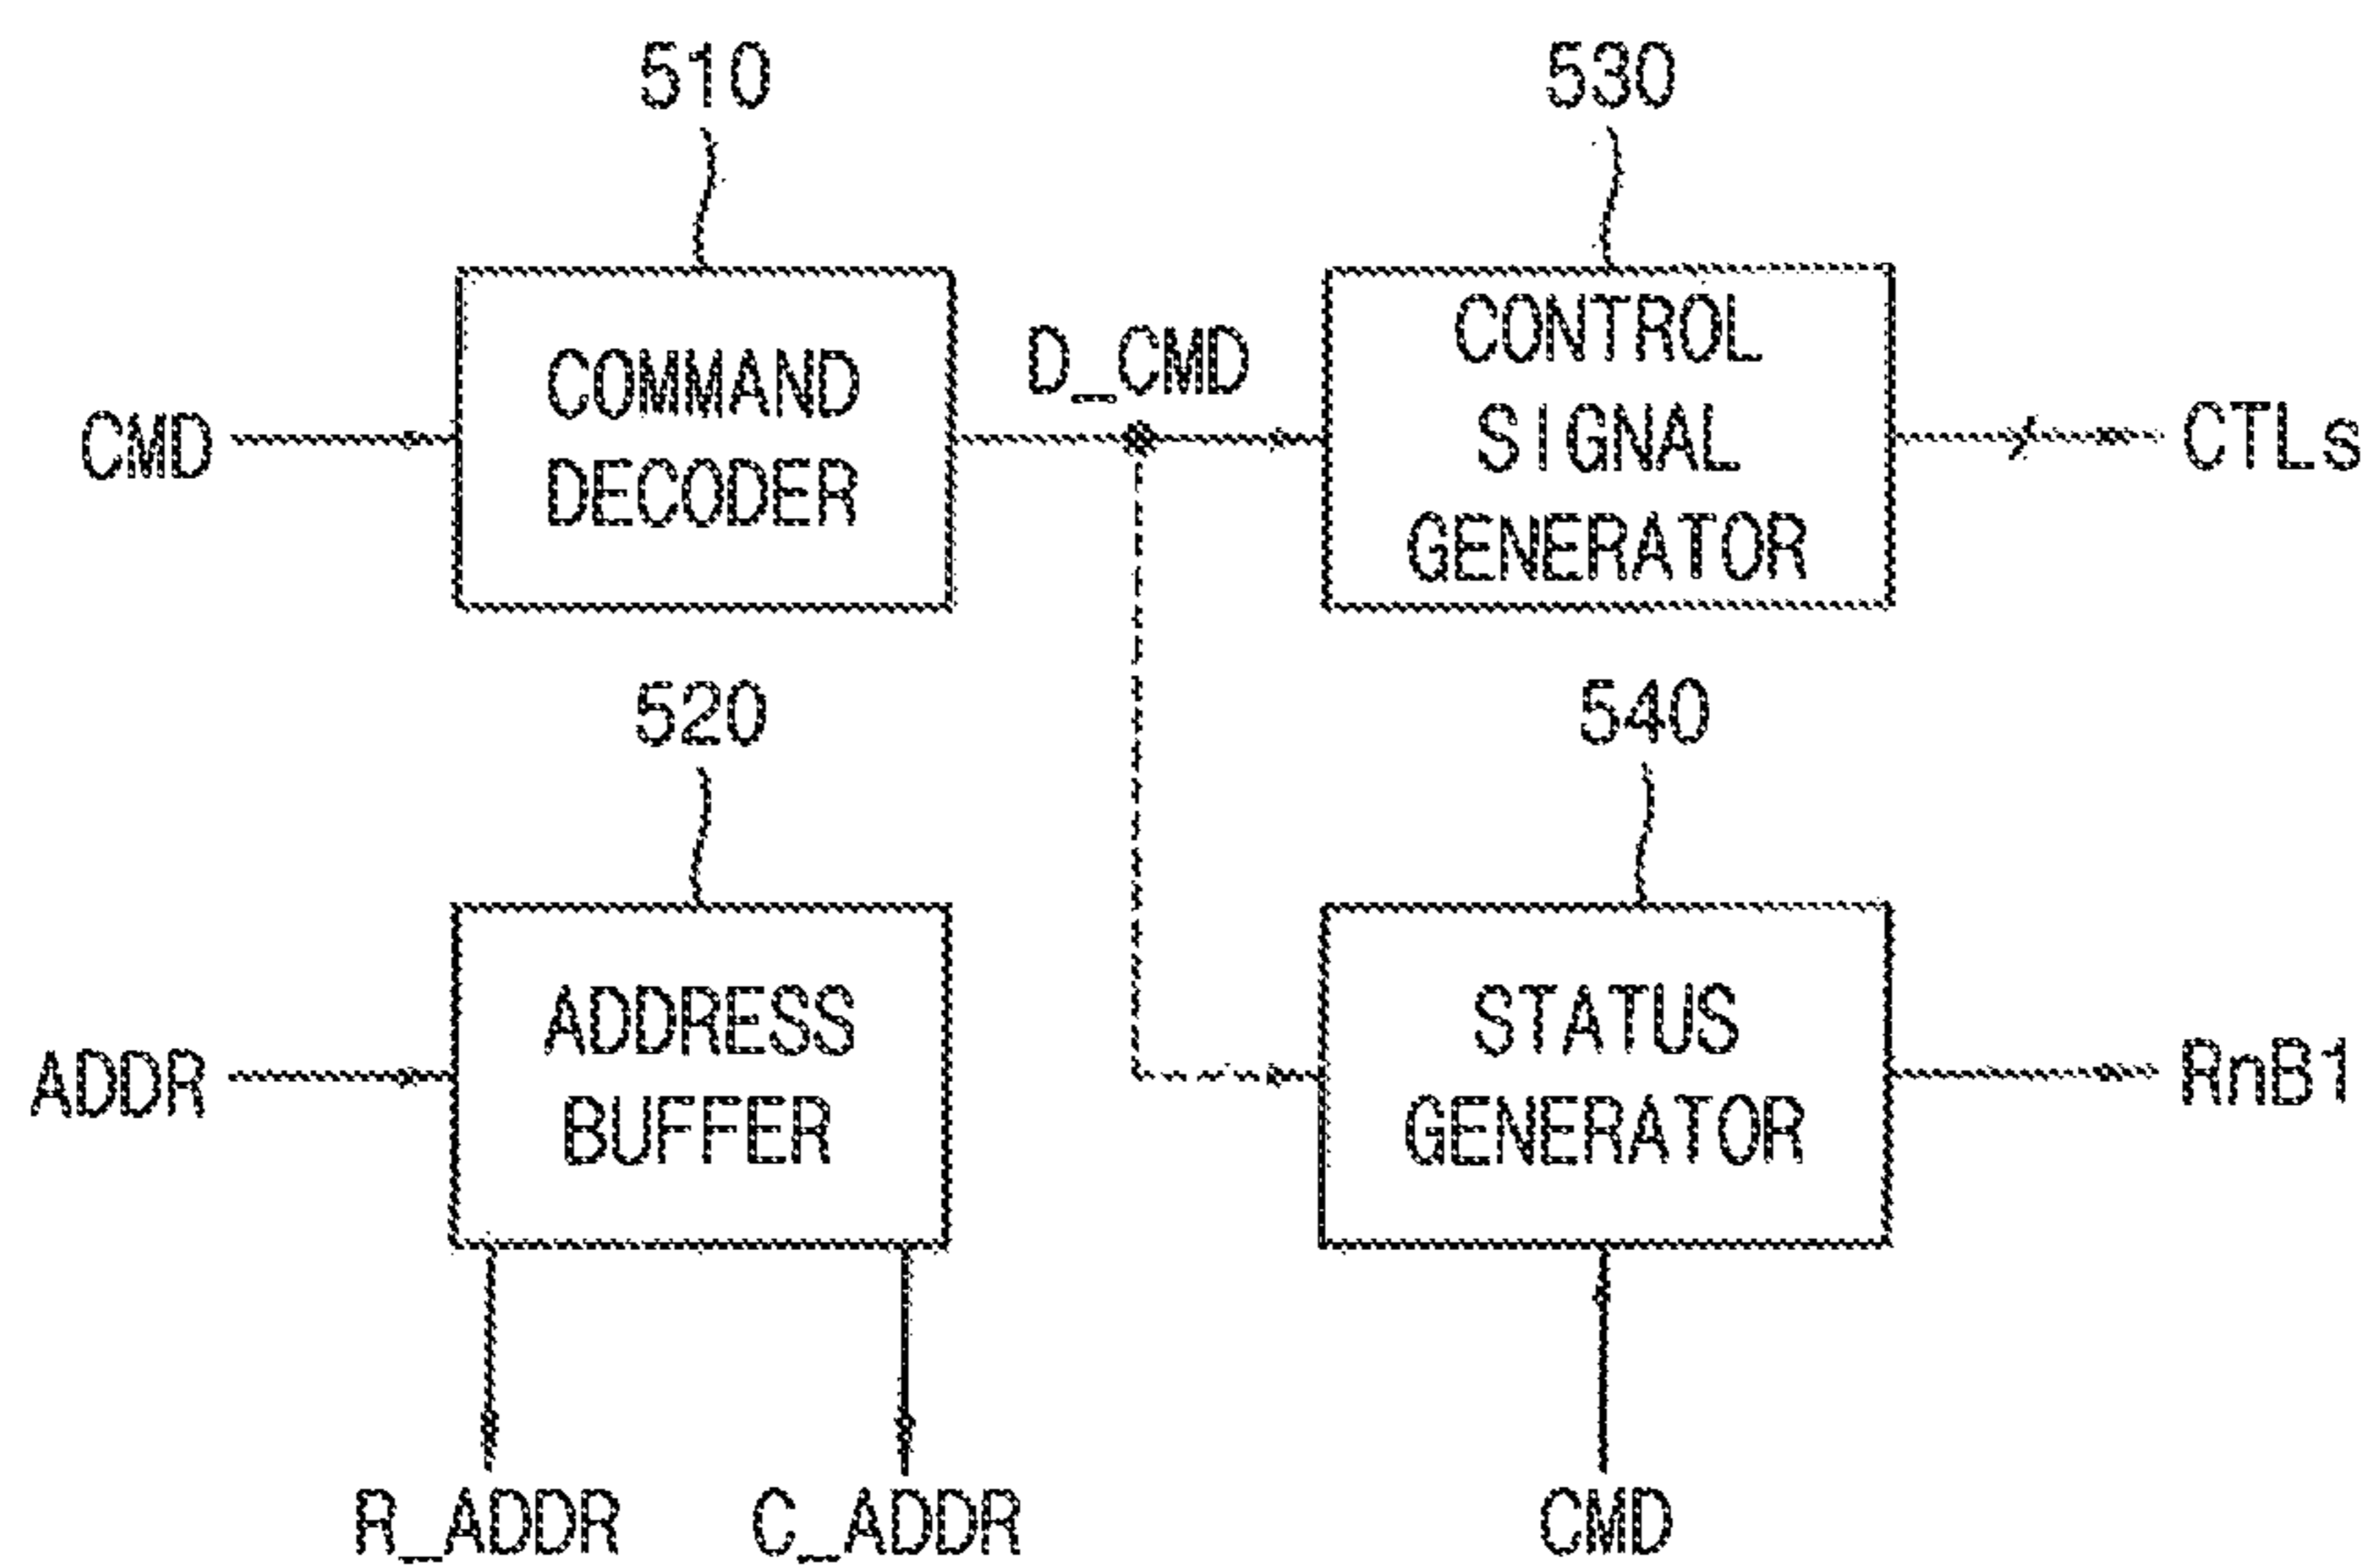 510
530
COMMAND
DECODER
D_CMD
CONTROL
SIGNAL
GENERATOR
CMD
CTLs
520
540
ADDRESS
BUFFER
STATUS
GENERATOR
ADDR
RnB1
R_ADDR
C_ADDR
CMD